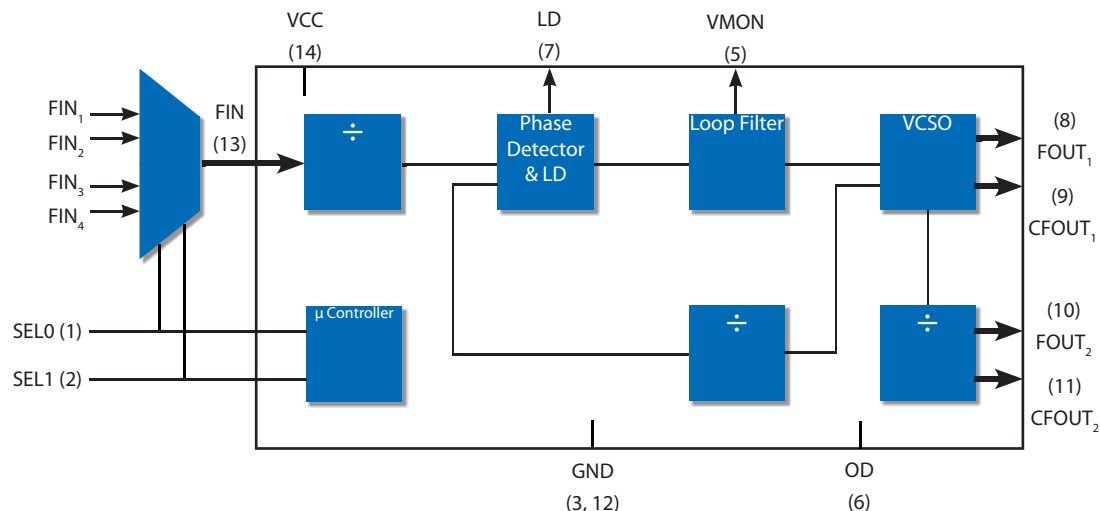 VCC
(14)
LD
(7)
VMON
(5)
FIN₁
FIN₂
FIN₃
FIN₄
FIN
(13)
÷
Phase
Detector
& LD
Loop Filter
VCSO
(8)
FOUT₁
(9)
CFOUT₁
SEL0 (1)
SEL1 (2)
µ Controller
÷
÷
(10)
FOUT₂
(11)
CFOUT₂
GND
(3, 12)
OD
(6)